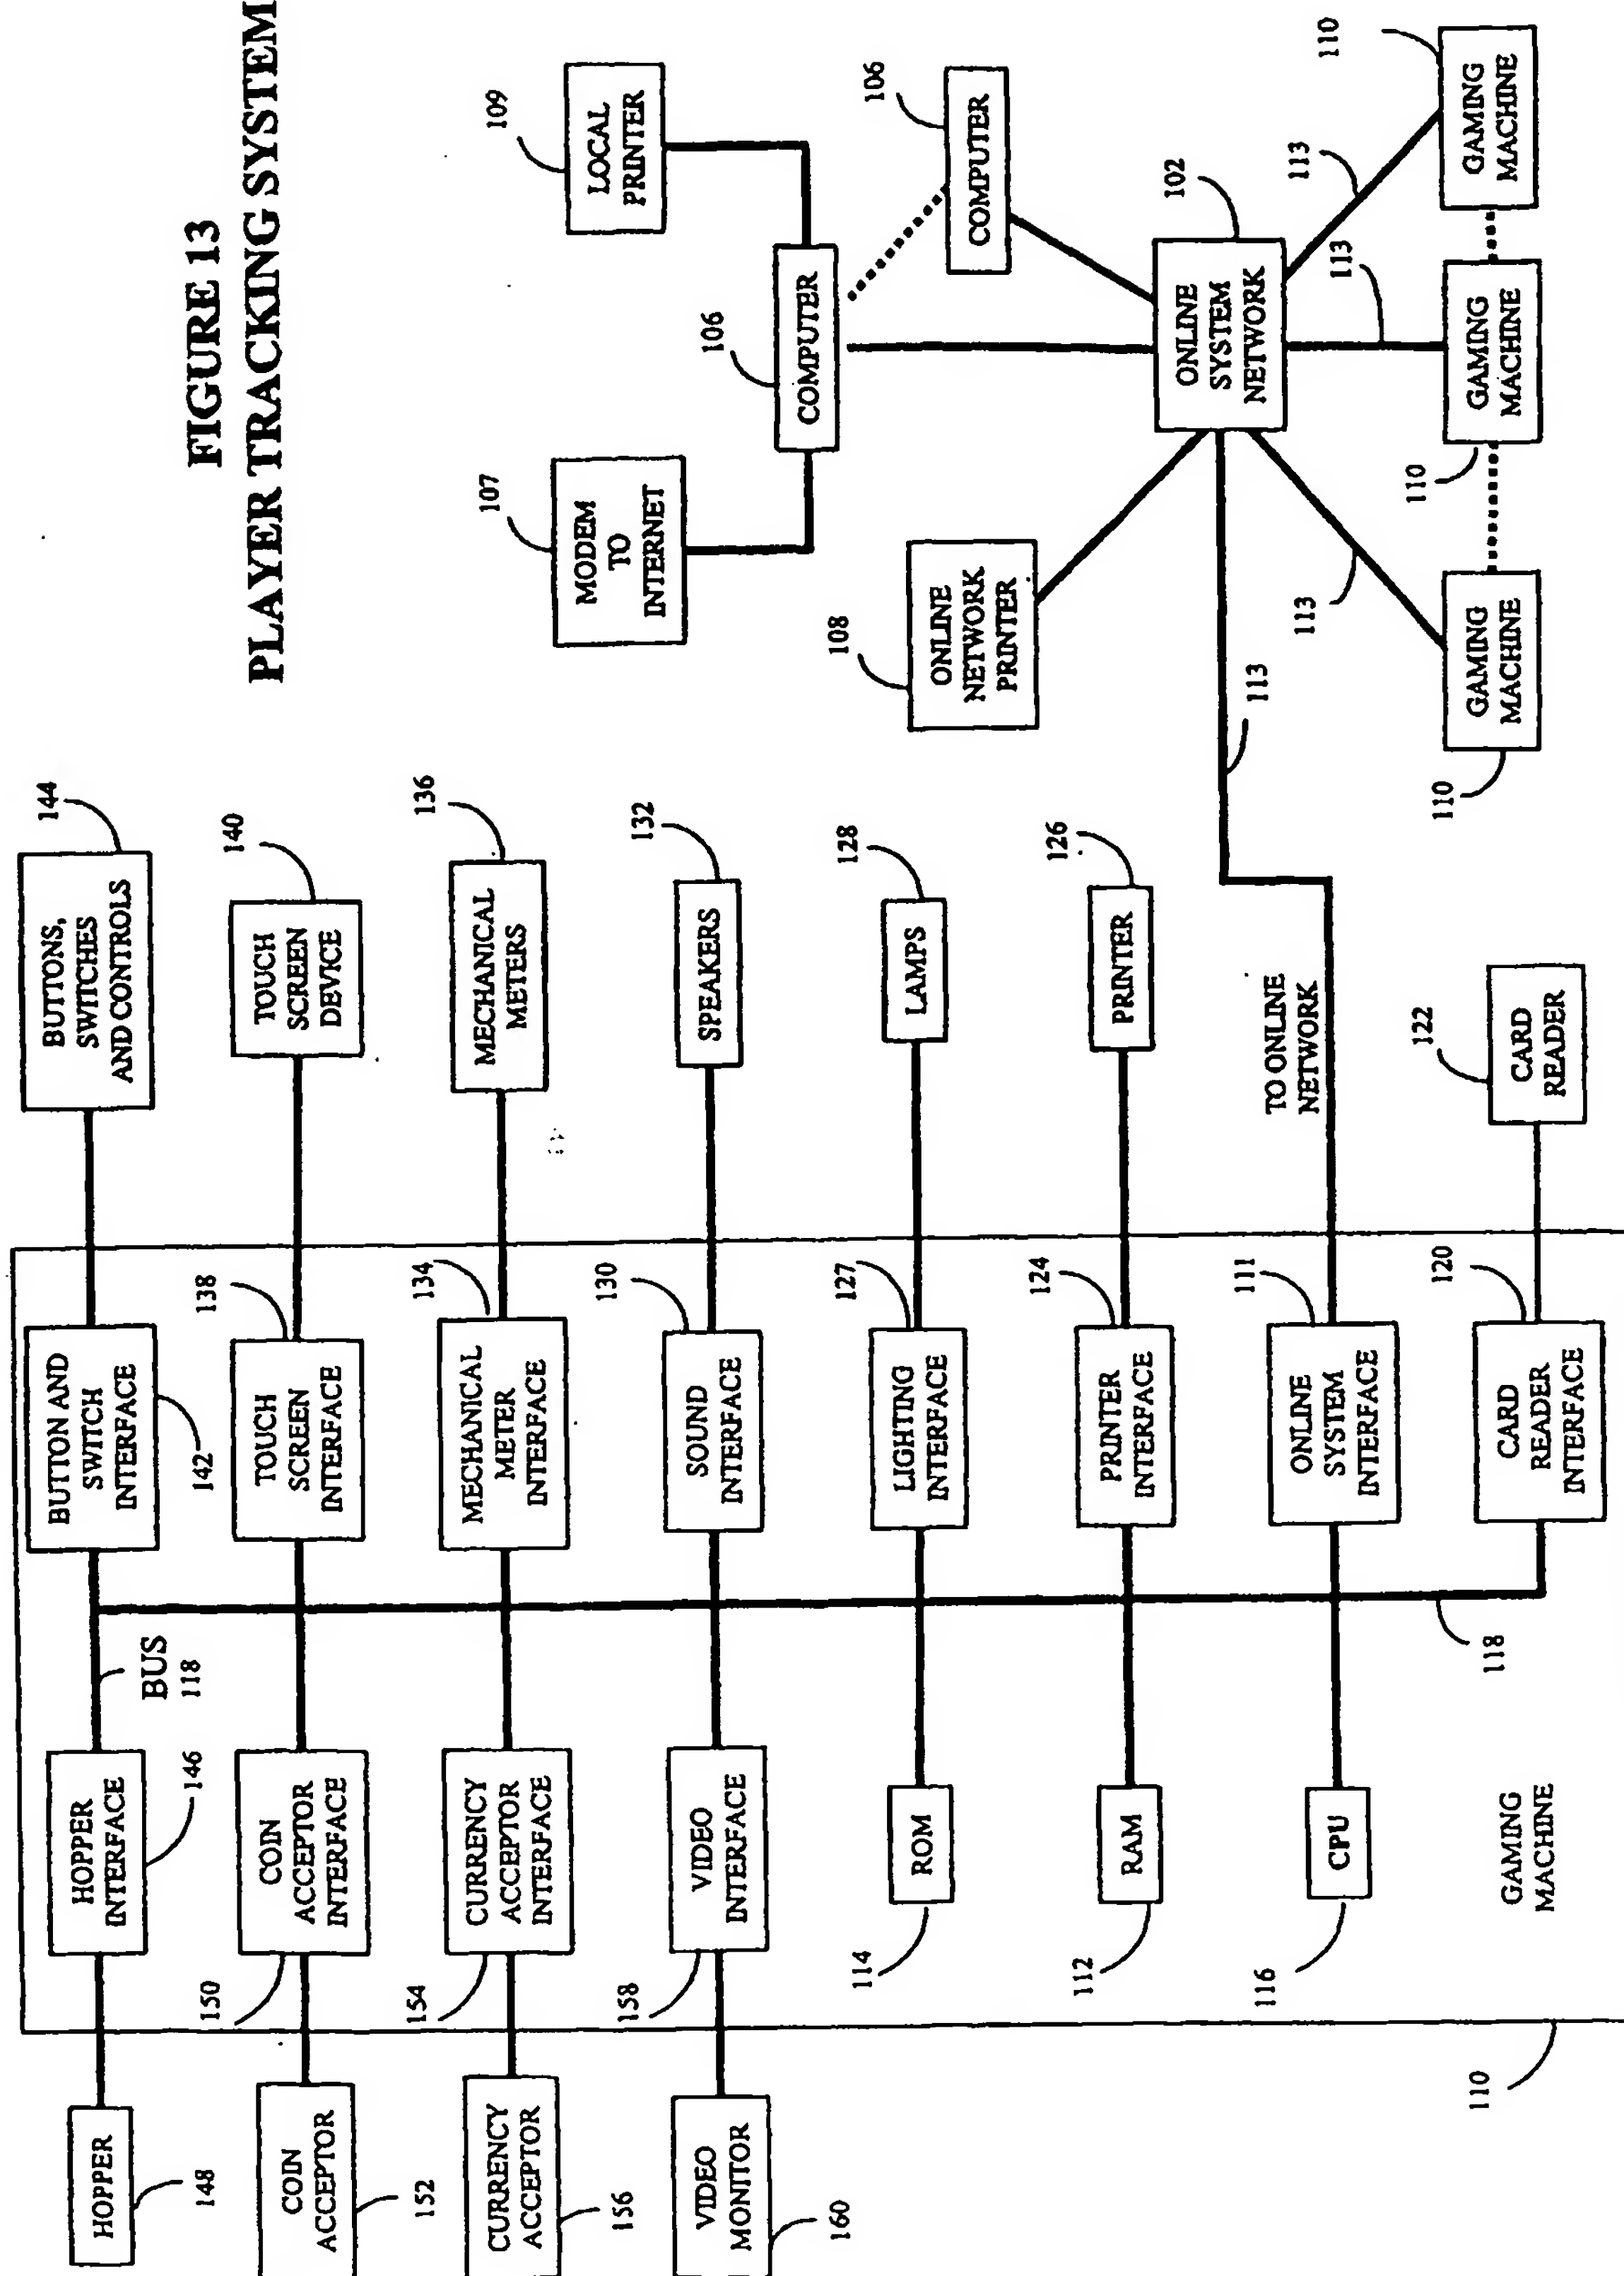 FIGURE 13
PLAYER TRACKING SYSTEM
HOPPER
148
HOPPER
INTERFACE
146
BUS
118
BUTTON AND
SWITCH
INTERFACE
142
BUTTONS,
SWITCHES
AND CONTROLS
144
COIN
ACCEPTOR
152
COIN
ACCEPTOR
INTERFACE
150
TOUCH
SCREEN
INTERFACE
138
TOUCH
SCREEN
DEVICE
140
CURRENCY
ACCEPTOR
156
CURRENCY
ACCEPTOR
INTERFACE
154
MECHANICAL
METER
INTERFACE
134
MECHANICAL
METERS
136
VIDEO
MONITOR
160
VIDEO
INTERFACE
158
SOUND
INTERFACE
130
SPEAKERS
132
ROM
114
LIGHTING
INTERFACE
127
LAMPS
128
RAM
112
PRINTER
INTERFACE
124
PRINTER
126
CPU
116
ONLINE
SYSTEM
INTERFACE
111
TO ONLINE
NETWORK
GAMING
MACHINE
110
118
CARD
READER
INTERFACE
120
CARD
READER
122
MODEM
TO
INTERNET
107
LOCAL
PRINTER
109
COMPUTER
106
COMPUTER
106
ONLINE
NETWORK
PRINTER
108
ONLINE
SYSTEM
NETWORK
102
113
113
113
113
GAMING
MACHINE
110
GAMING
MACHINE
110
GAMING
MACHINE
110